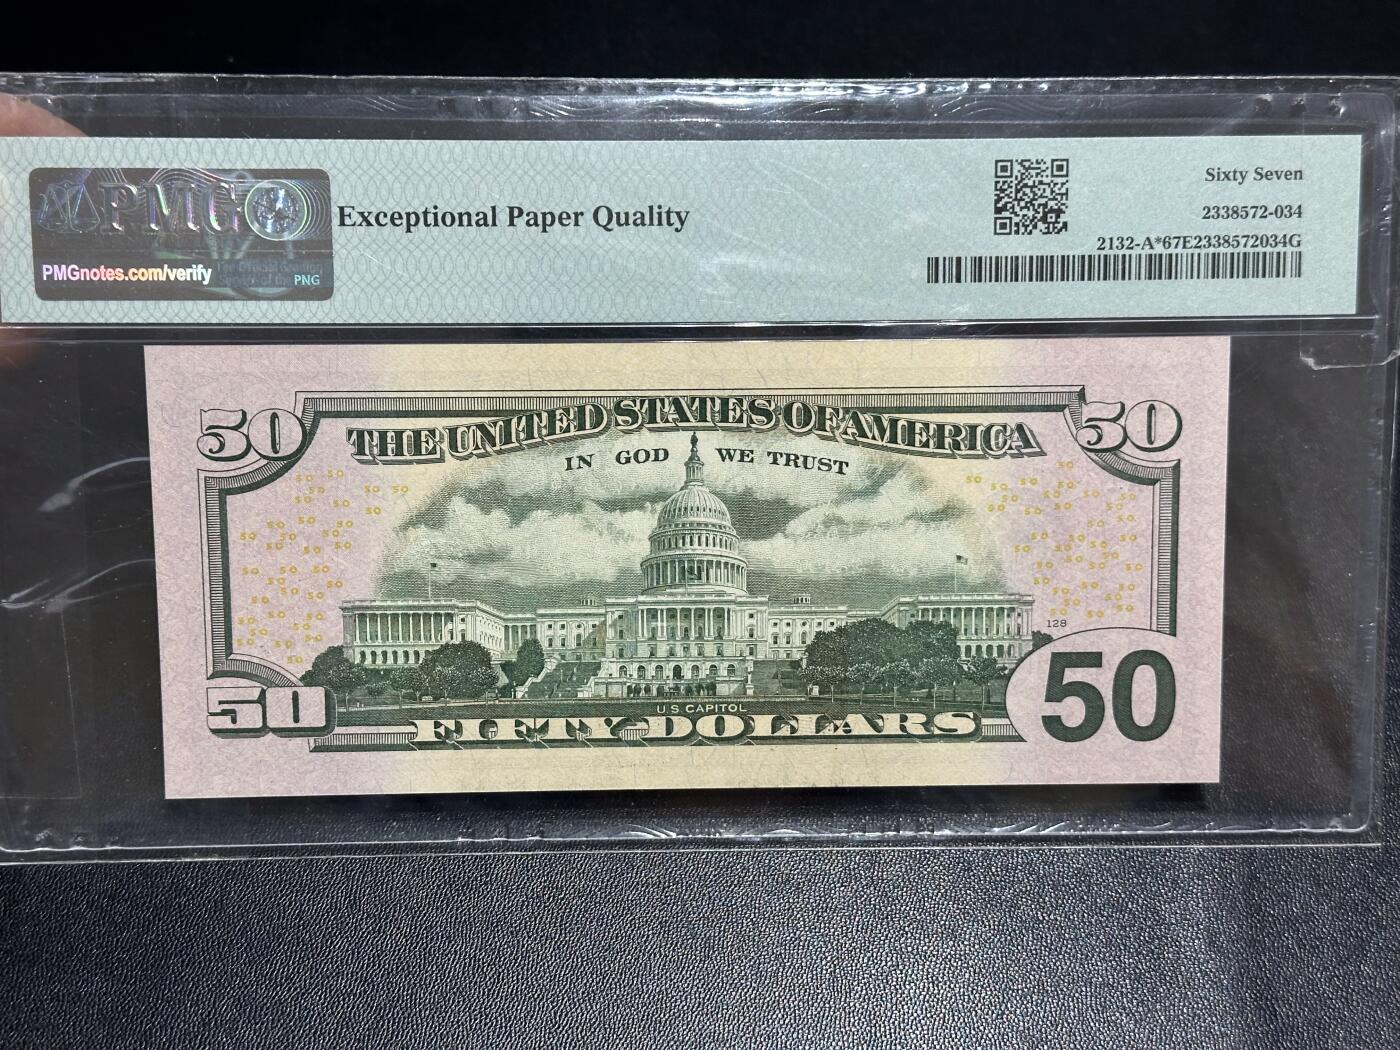 PMG
PMGnotes.com/verify
PNG
Exceptional Paper Quality
Sixty Seven
2338572-034
2132-A*67E2338572034G
50
THE UNITED STATES OF AMERICA
50
IN GOD WE TRUST
128
U.S. CAPITOL
50
FIFTY DOLLARS
50